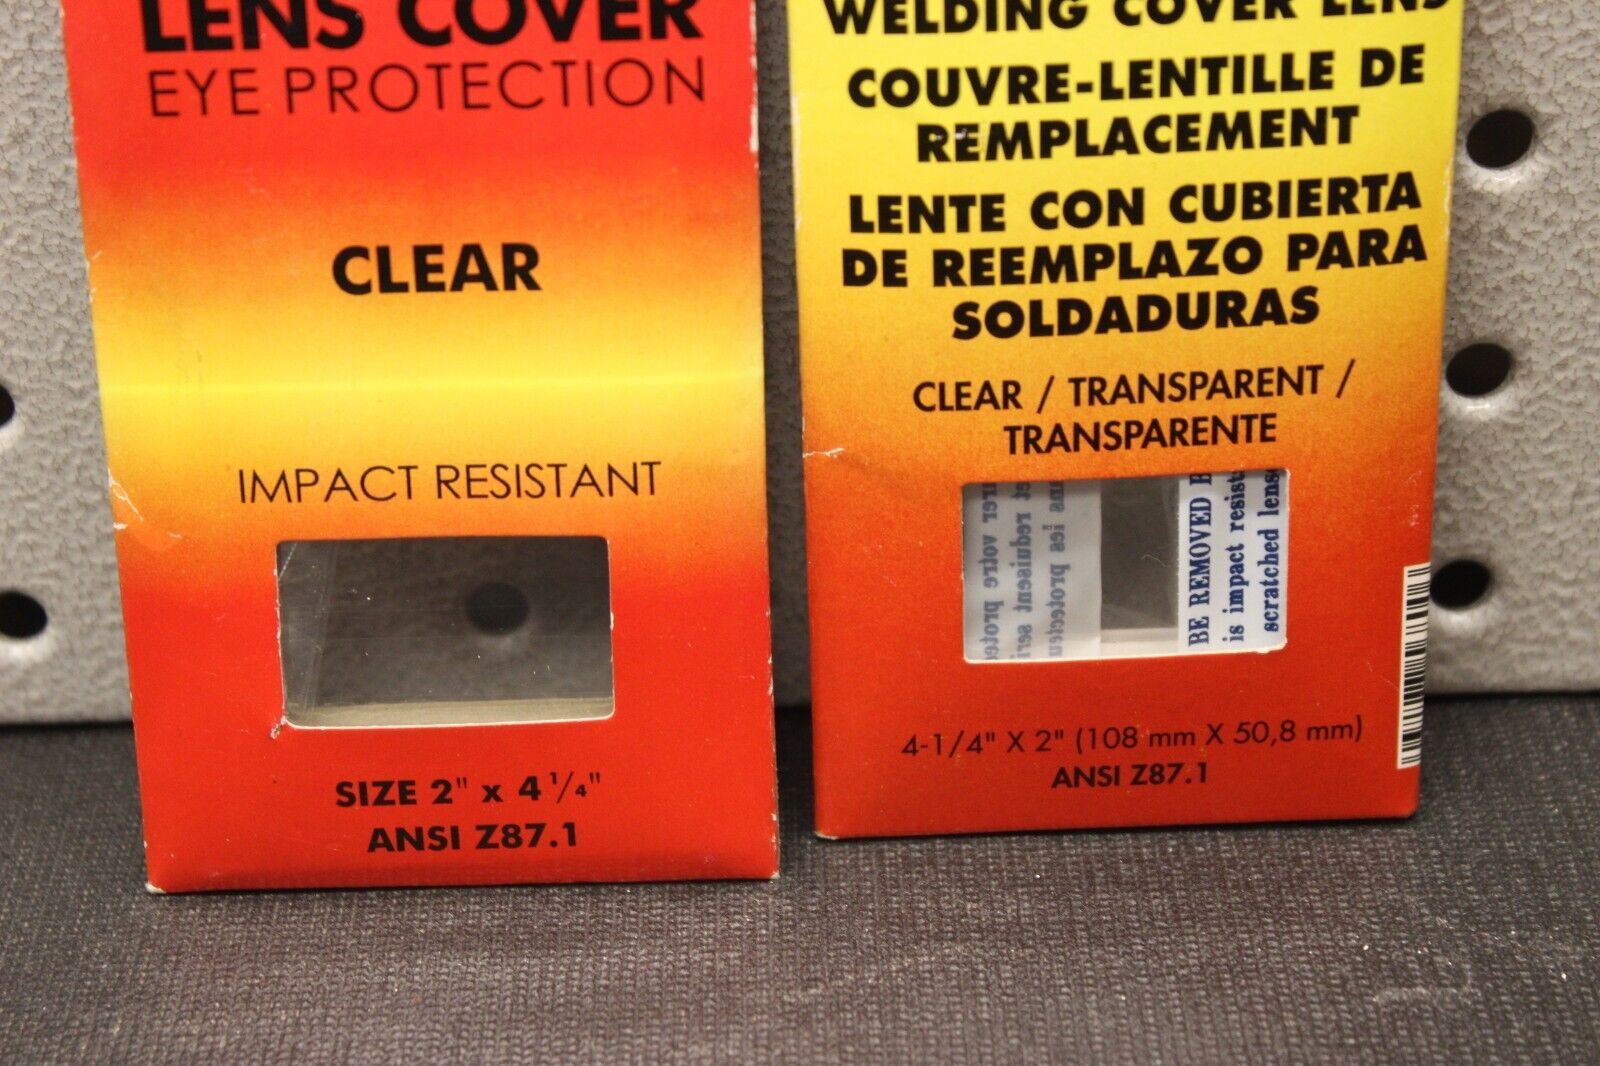 LENS COVER
EYE PROTECTION
CLEAR
IMPACT RESISTANT
SIZE 2" x 4 1/4"
ANSI Z87.1
WELDING COVER LENS
COUVRE-LENTILLE DE
REMPLACEMENT
LENTE CON CUBIERTA
DE REEMPLAZO PARA
SOLDADURAS
CLEAR / TRANSPARENT /
TRANSPARENTE
BE REMOVED
is impact
scratched
4-1/4" X 2" (108 mm X 50,8 mm)
ANSI Z87.1